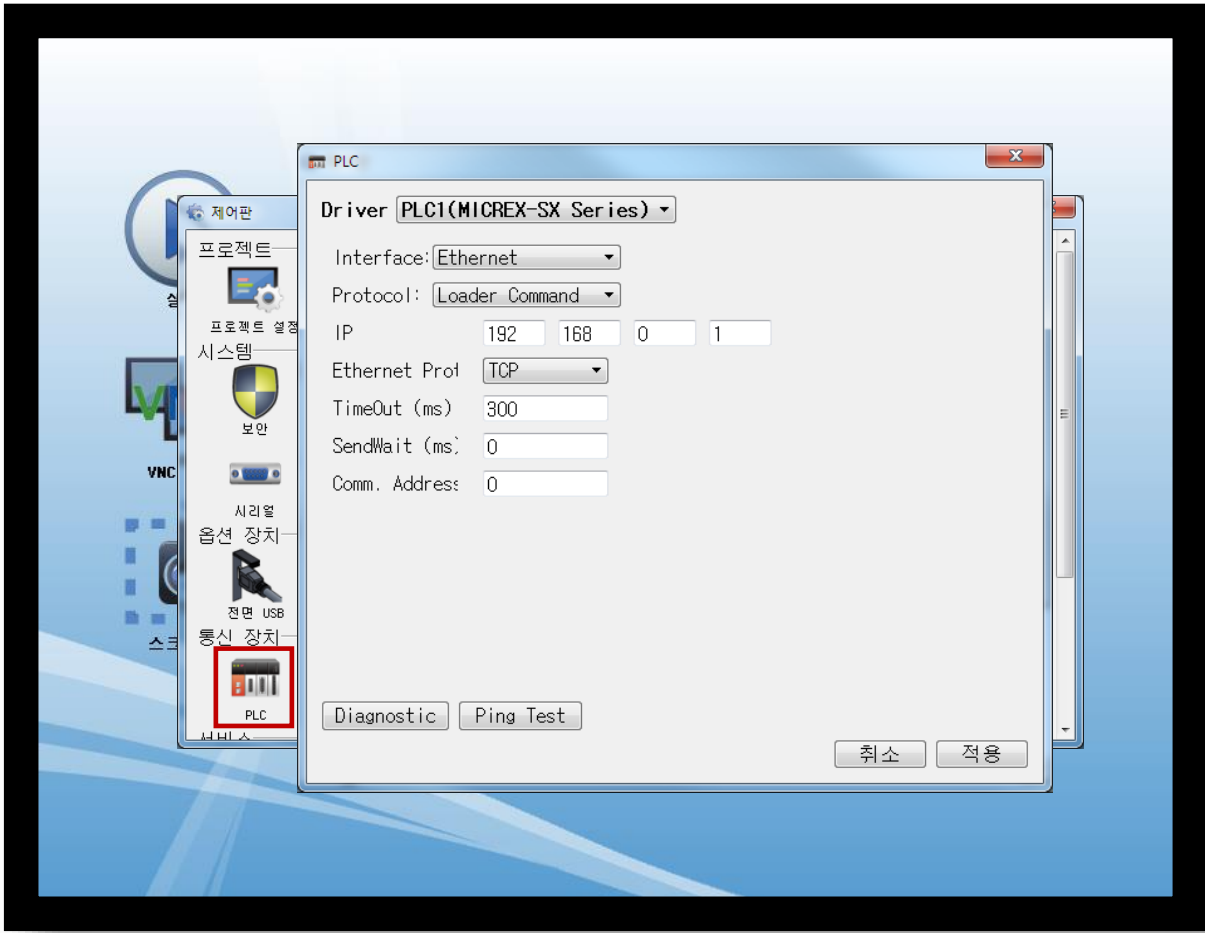 PLC
Driver PLC1(MICREX-SX Series)
Interface: Ethernet
Protocol: Loader Command
IP 192 168 0 1
Ethernet Prot TCP
TimeOut (ms) 300
SendWait (ms) 0
Comm. Address 0
Diagnostic Ping Test
취소 적용
제어판
프로젝트
프로젝트 설정
시스템
보안
시리얼
옵션 장치
전면 USB
통신 장치
PLC
서비스
VNC